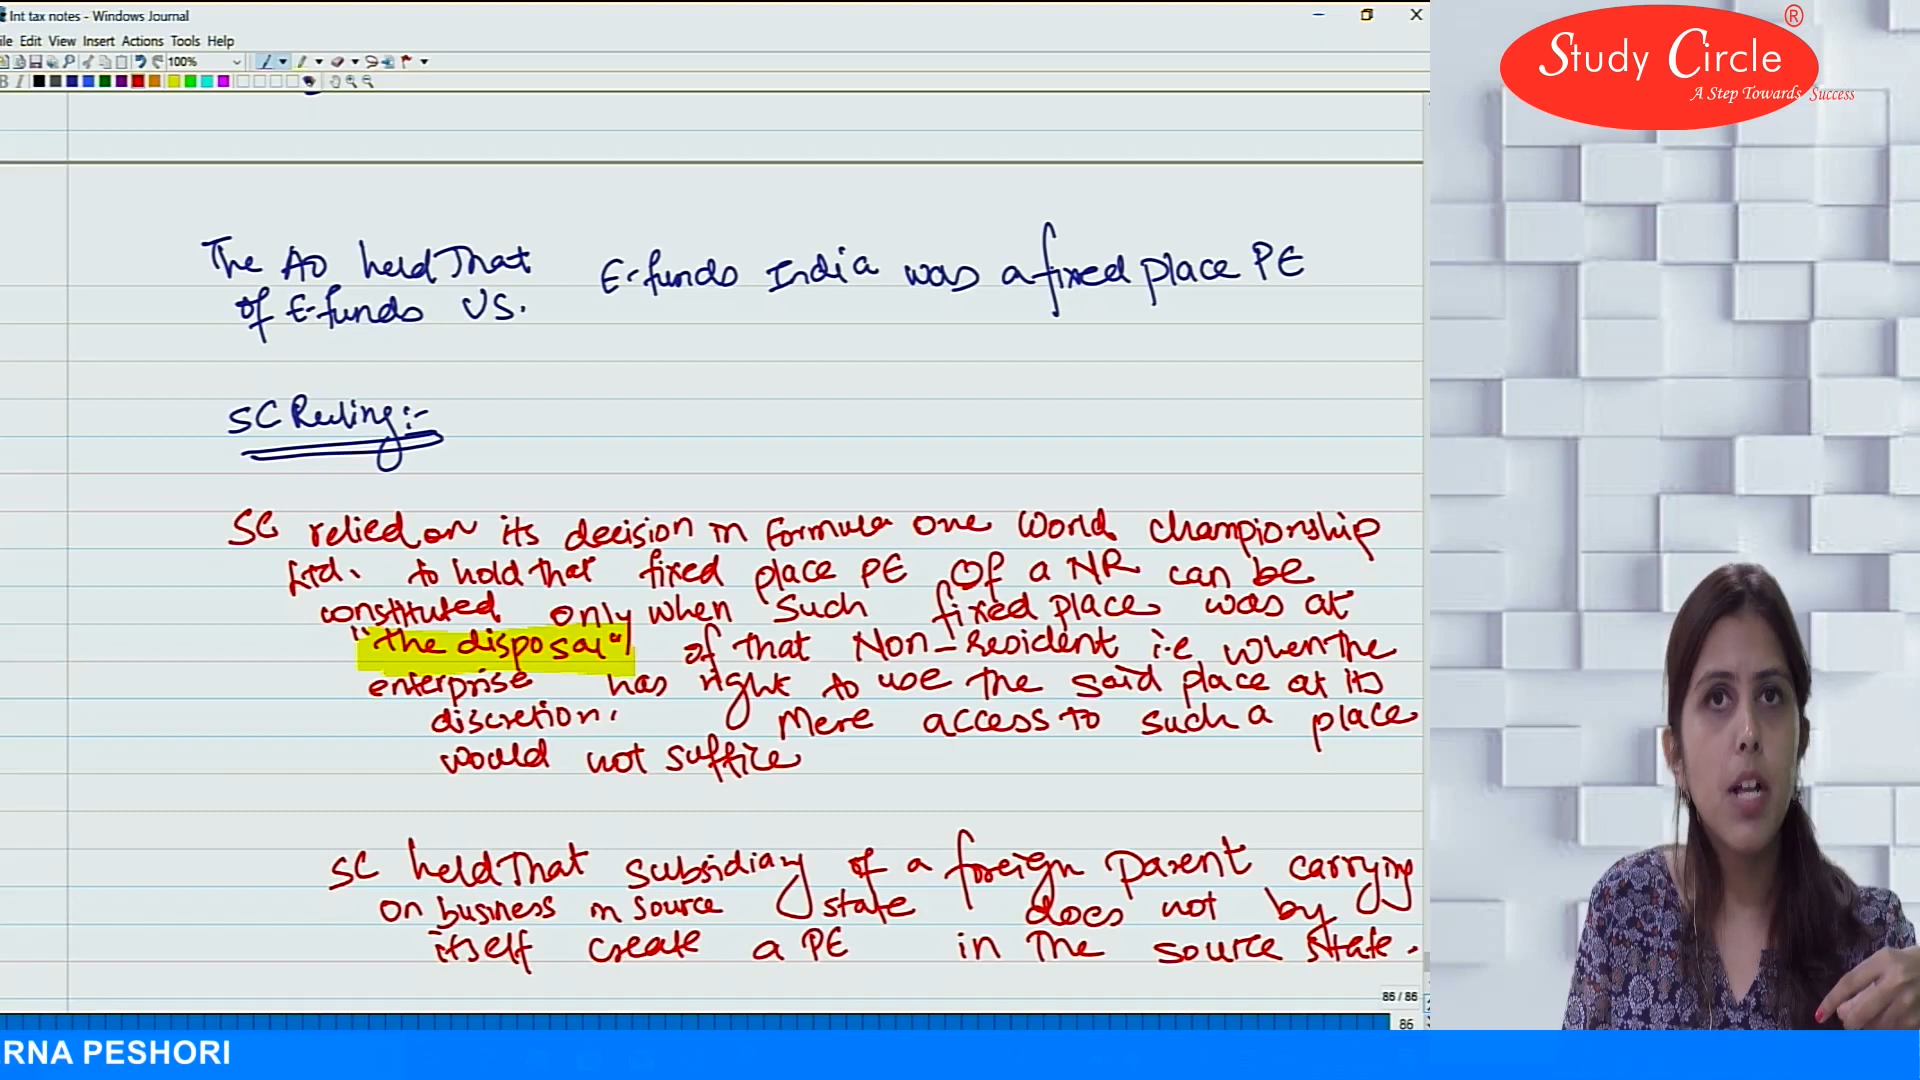 Int tax notes - Windows Journal
ile Edit View Insert Actions Tools Help
100%
B I
The AO held That E-funds India was a fixed place PE
of E-funds US.
SC Ruling:-
SC relied on its decision in Formula One World Championship
Ltd. to hold that fixed place PE of a NR can be
constituted only when such fixed place was at
"the disposal" of that Non-Resident i.e when the
enterprise has right to use the said place at its
discretion. Mere access to such a place
would not suffice
SC held That subsidiary of a foreign Parent carrying
on business in source state does not by
itself create a PE in the source state.
86 / 86
86
Study Circle ®
A Step Towards Success
RNA PESHORI